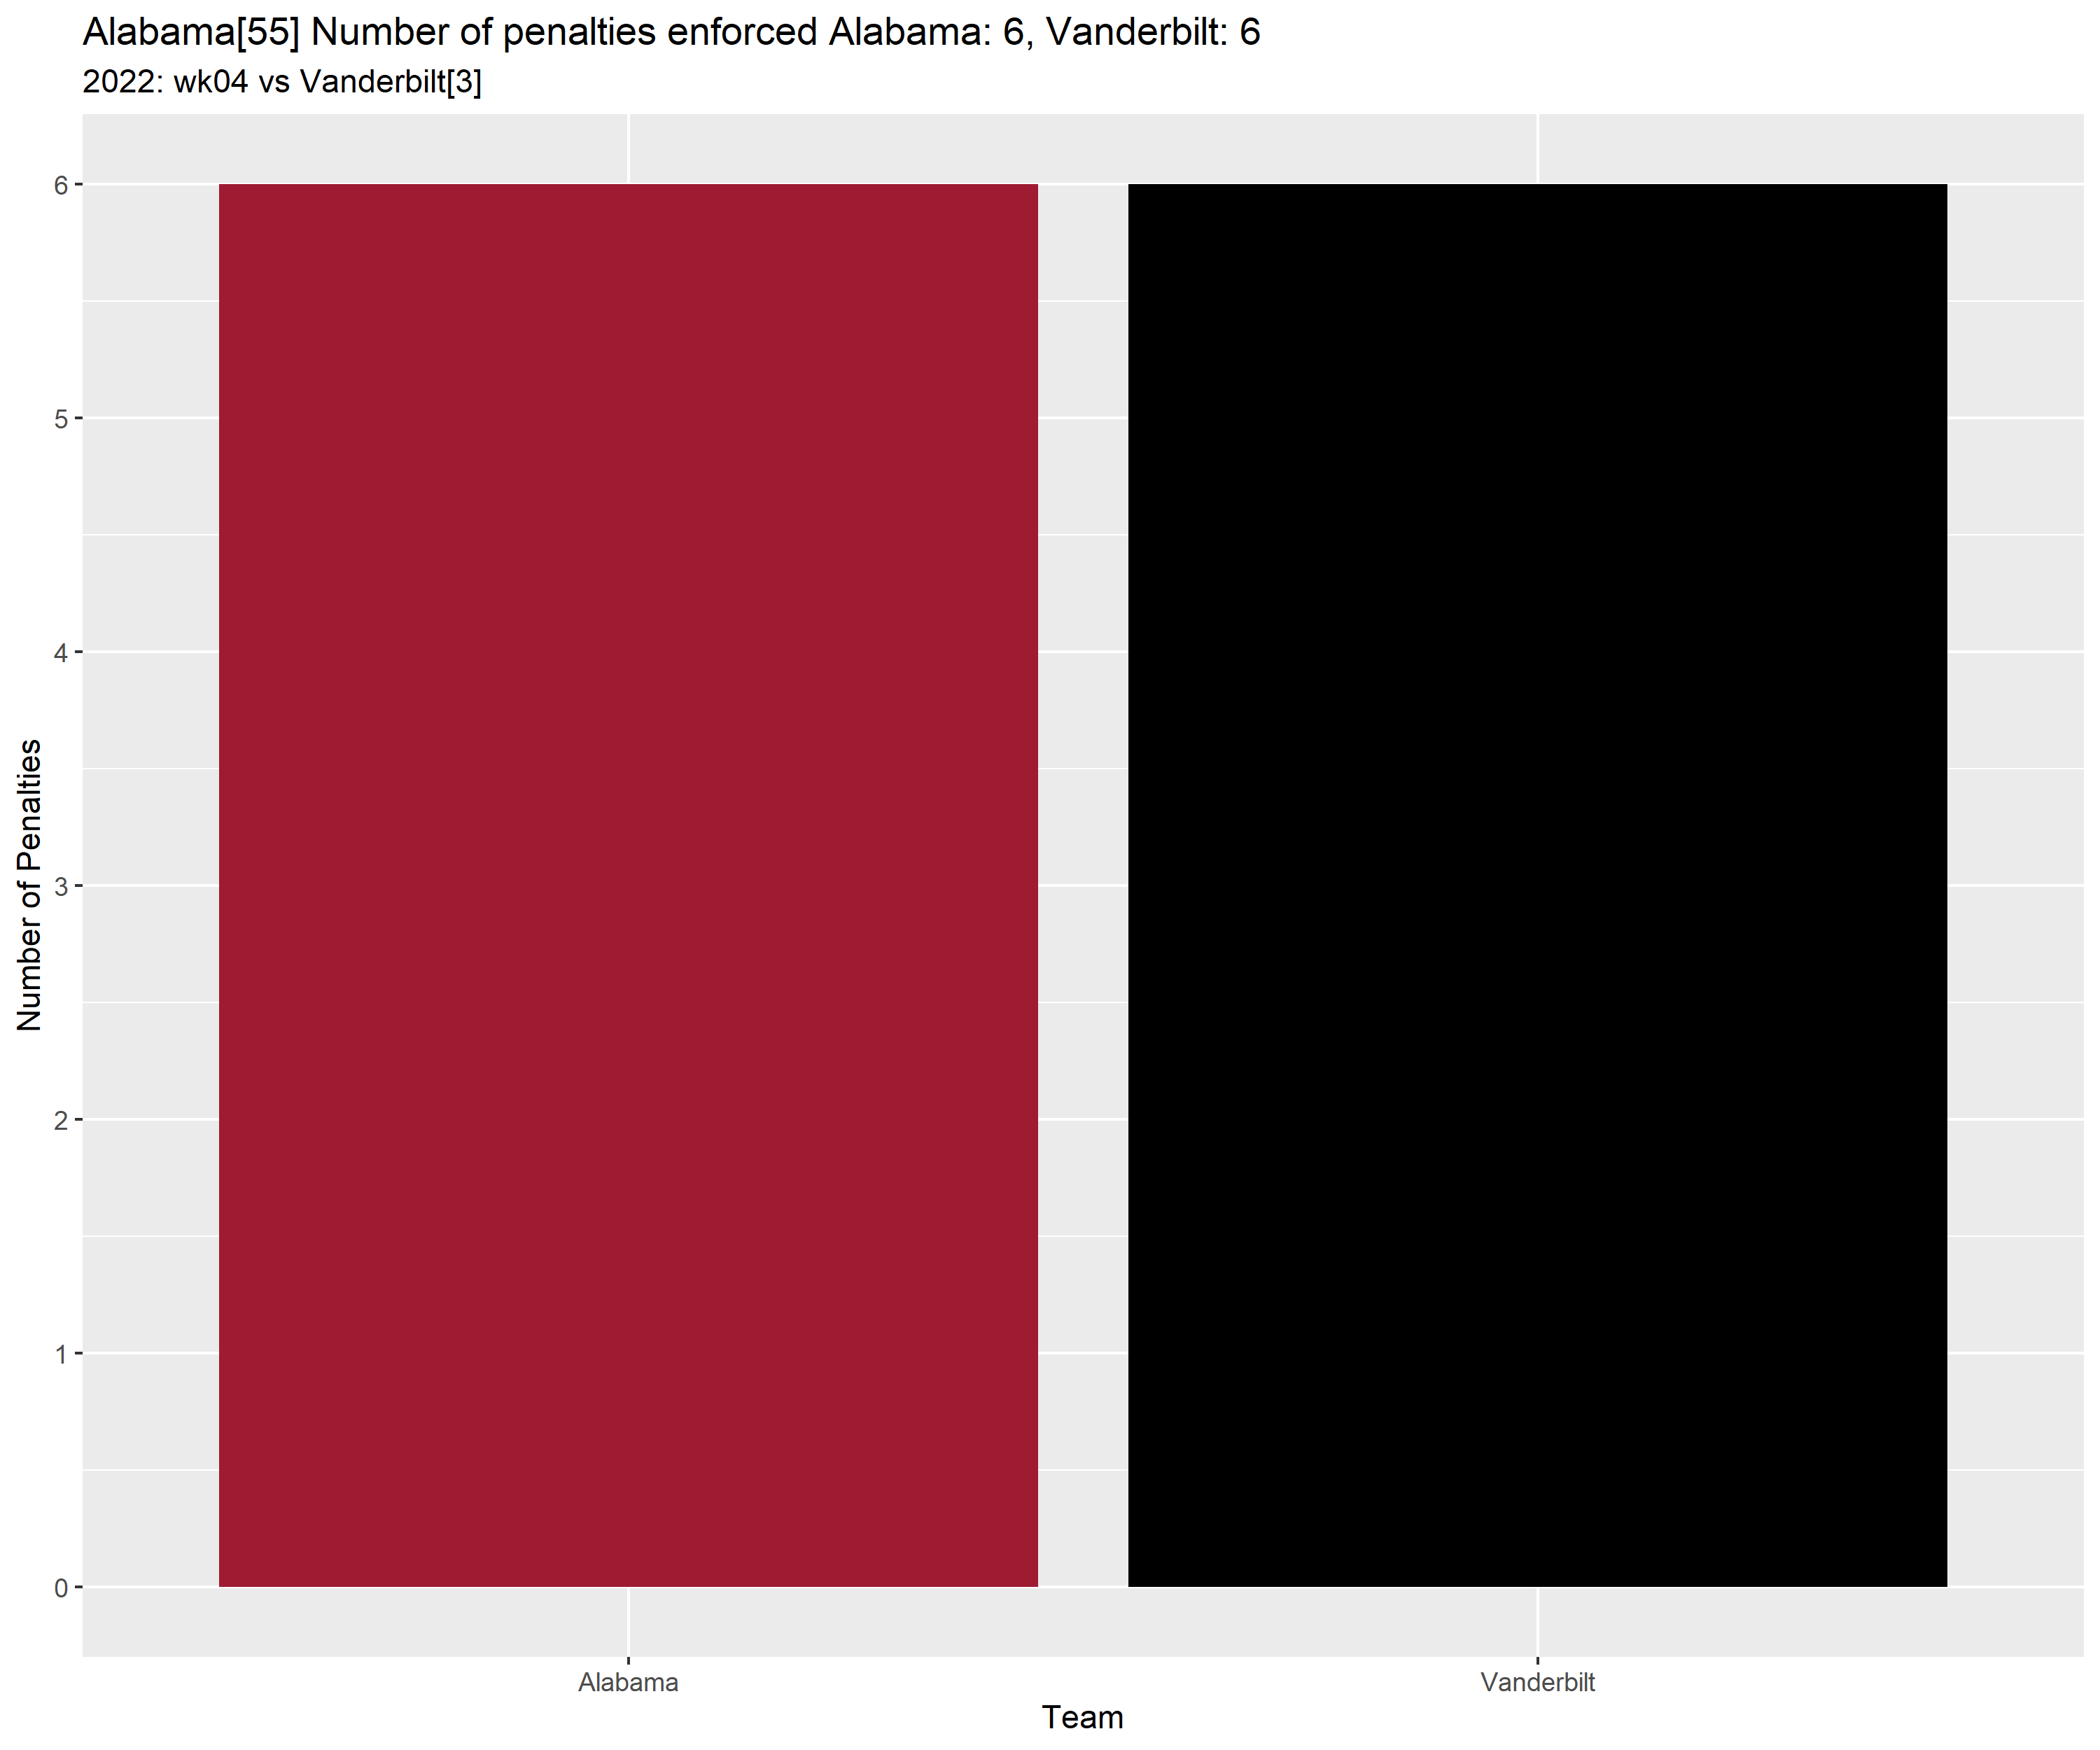 Alabama[55] Number of penalties enforced Alabama: 6, Vanderbilt: 6
2022: wk04 vs Vanderbilt[3]
Number of Penalties
6
5
4
3
2
1
0
Alabama
Vanderbilt
Team